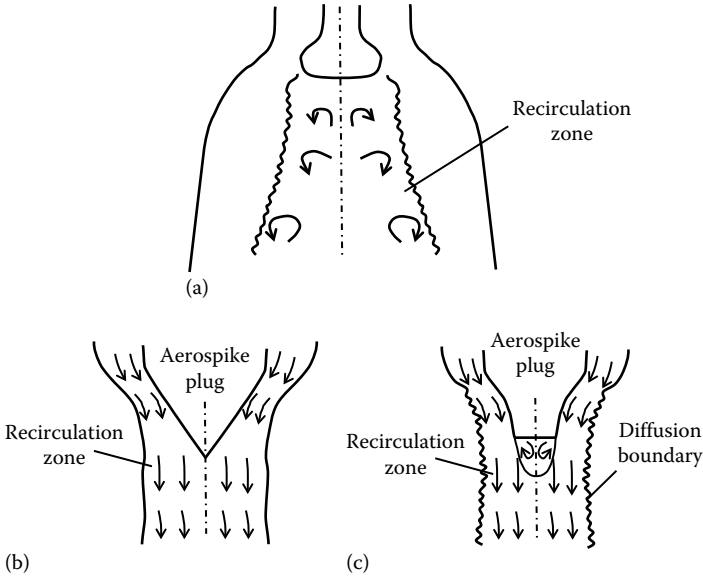 Recirculation
zone
(a)
Aerospike
plug
Recirculation
zone
(b)
Aerospike
plug
Recirculation
zone
Diffusion
boundary
(c)